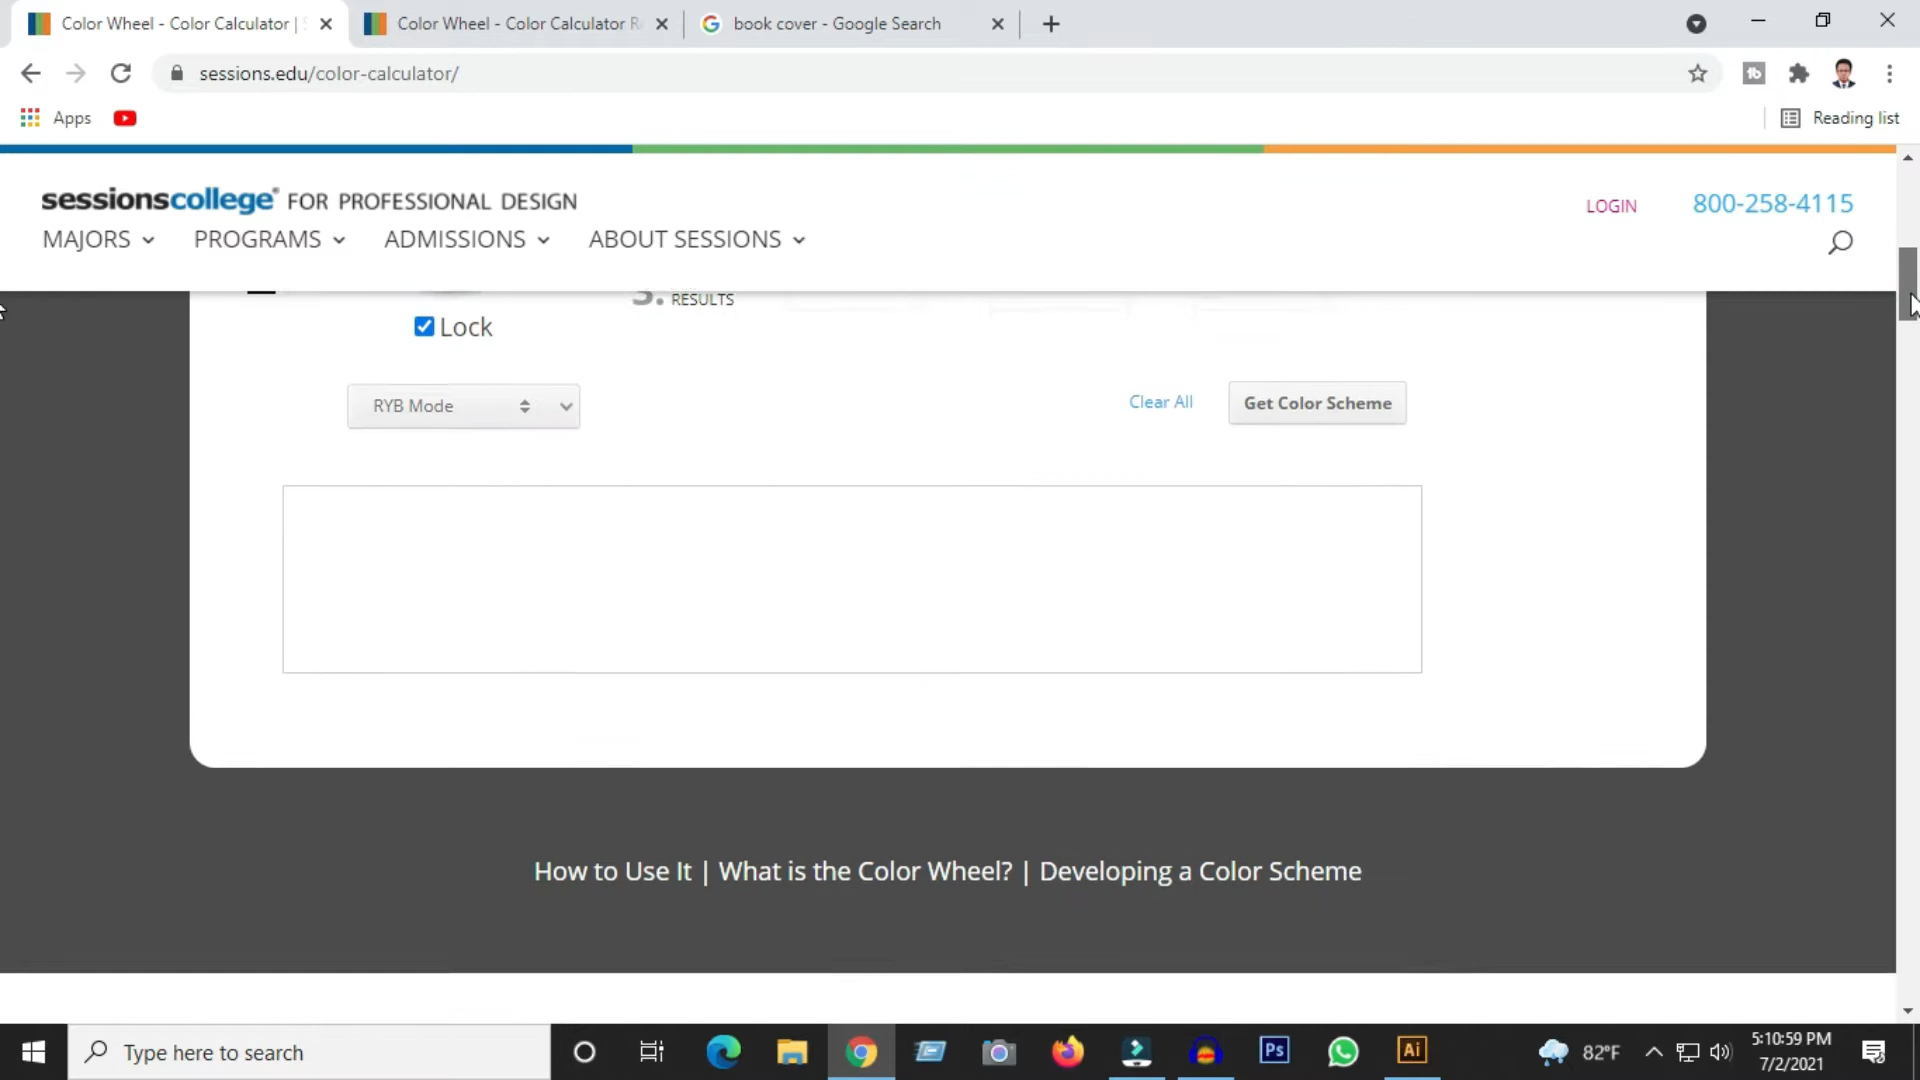 Color Wheel - Color Calculator |
Color Wheel - Color Calculator R
book cover - Google Search
sessions.edu/color-calculator/
Apps
Reading list
sessionscollege® FOR PROFESSIONAL DESIGN
LOGIN
800-258-4115
MAJORS
PROGRAMS
ADMISSIONS
ABOUT SESSIONS
3. RESULTS
Lock
RYB Mode
Clear All
Get Color Scheme
How to Use It | What is the Color Wheel? | Developing a Color Scheme
Type here to search
Ps
Ai
82°F
5:10:59 PM
7/2/2021